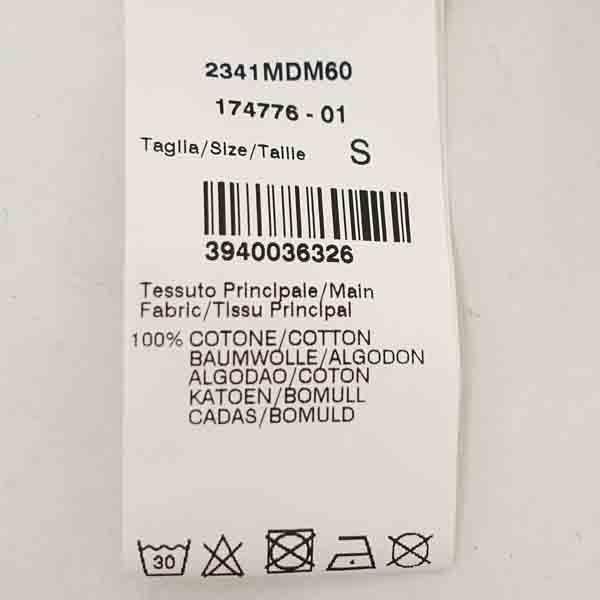 2341MDM60
174776 - 01
Taglia/Size/Taille S
3940036326
Tessuto Principale/Main
Fabric/Tissu Principal
100% COTONE/COTTON
BAUMWOLLE/ALGODON
ALGODAO/COTON
KATOEN/BOMULL
CADAS/BOMULD
30